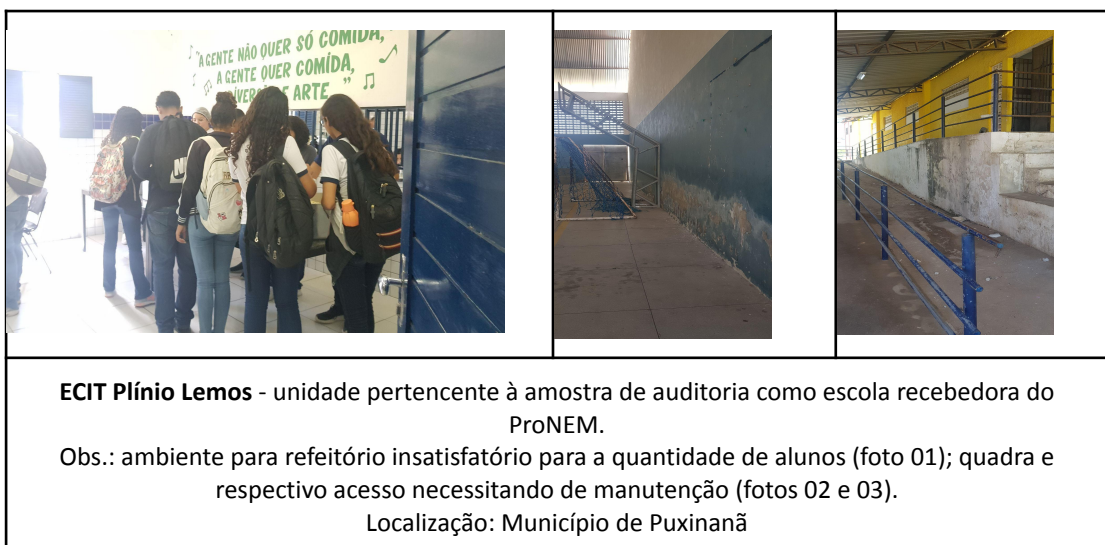 "A GENTE NÃO QUER SÓ COMIDA,
A GENTE QUER COMÍDA,
E ARTE "
ECIT Plínio Lemos - unidade pertencente à amostra de auditoria como escola recebedora do
ProNEM.
Obs.: ambiente para refeitório insatisfatório para a quantidade de alunos (foto 01); quadra e
respectivo acesso necessitando de manutenção (fotos 02 e 03).
Localização: Município de Puxinanã